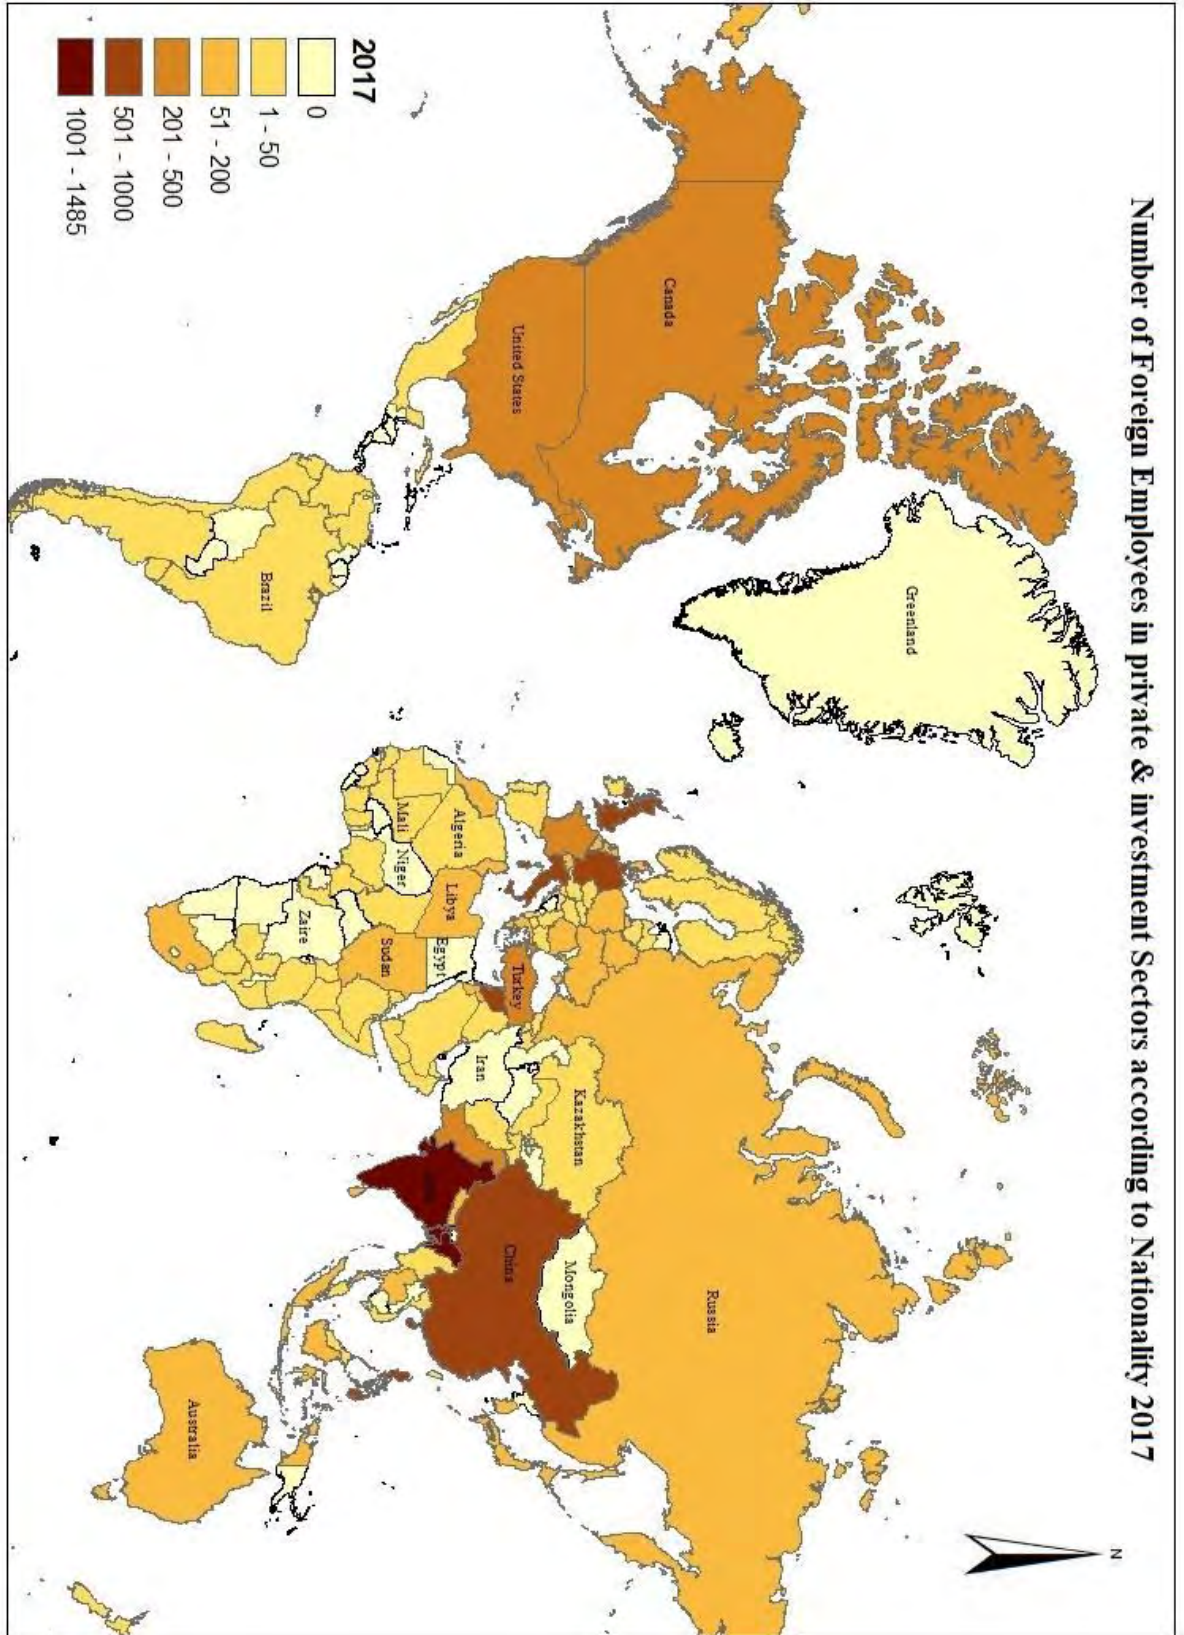 Number of Foreign Employees in private & investment Sectors according to Nationality 2017
N
Greenland
Canada
United States
Russia
Kazakhstan
Mongolia
China
Turkey
Iran
Algeria
Libya
Egypt
Mali
Niger
Sudan
Zaire
Brazil
Australia
2017
0
1 - 50
51 - 200
201 - 500
501 - 1000
1001 - 1485